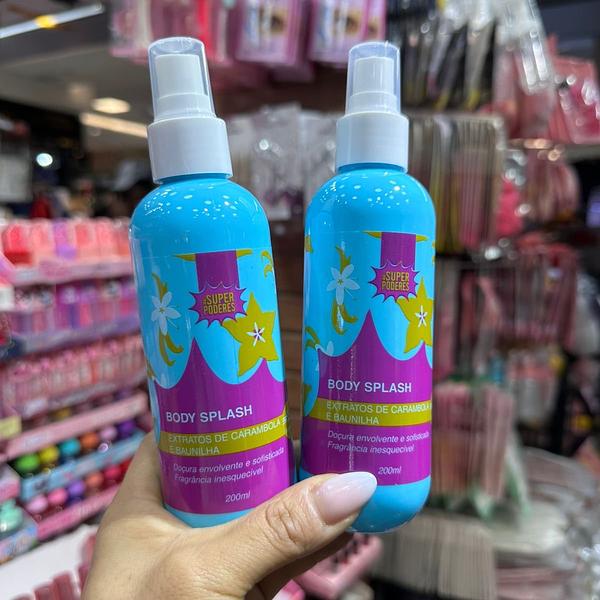 #SUPER
PODERES
BODY SPLASH
EXTRATOS DE CARAMBOLA
E BAUNILHA
Doçura envolvente e sofisticada
Fragrância inesquecível
200ml
#SUPER
PODERES
BODY SPLASH
EXTRATOS DE CARAMBOLA
E BAUNILHA
Doçura envolvente e sofisticada
Fragrância inesquecível
200ml